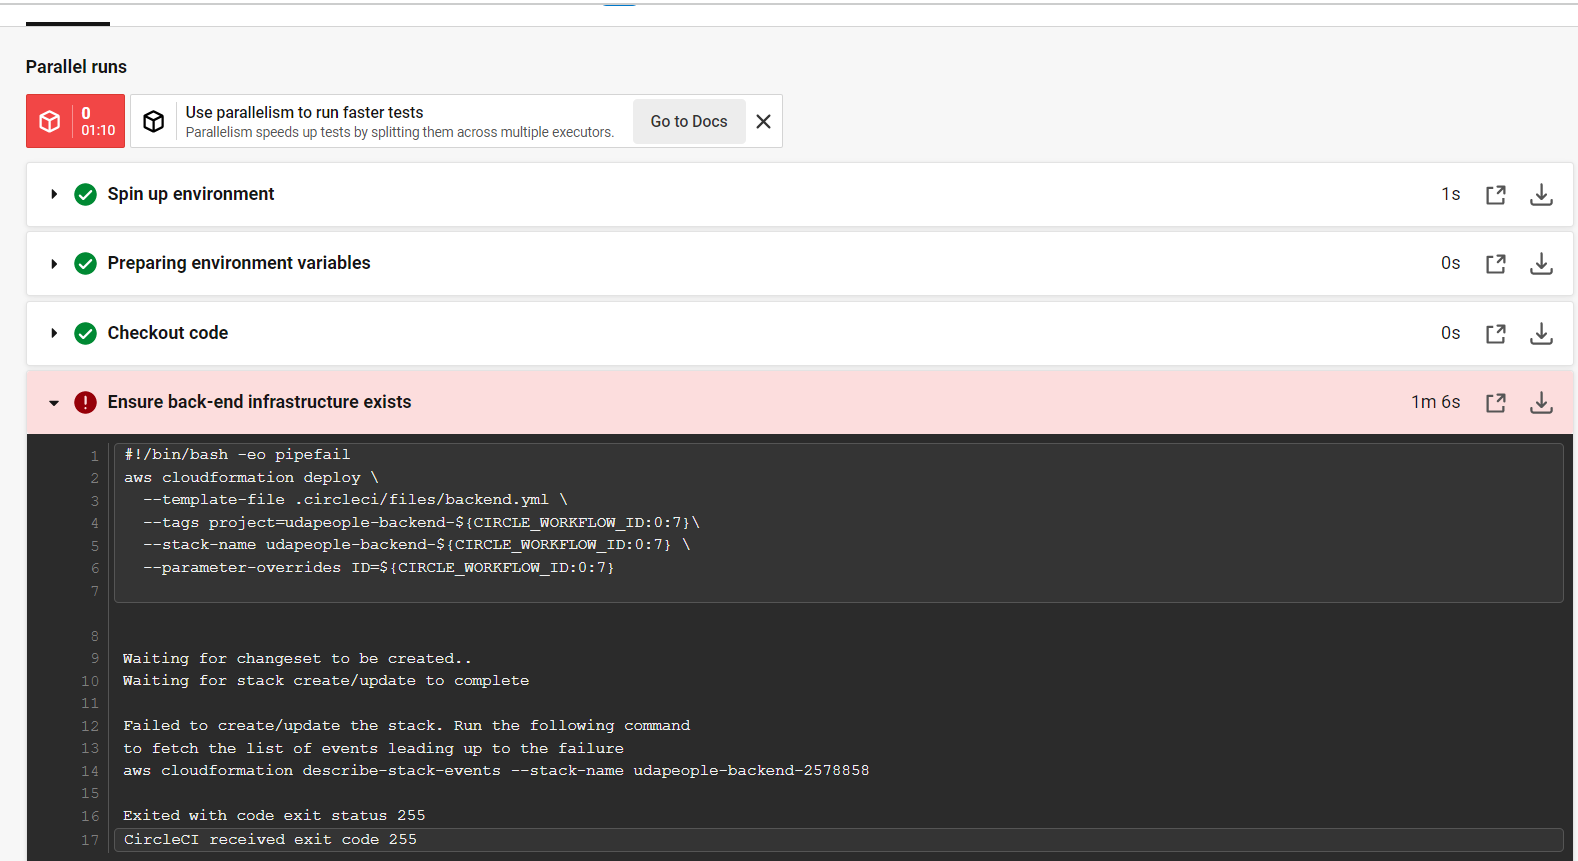 Parallel runs
0
01:10
Use parallelism to run faster tests
Parallelism speeds up tests by splitting them across multiple executors.
Go to Docs
Spin up environment 1s
Preparing environment variables 0s
Checkout code 0s
Ensure back-end infrastructure exists 1m 6s
1 #!/bin/bash -eo pipefail
2 aws cloudformation deploy \
3 --template-file .circleci/files/backend.yml \
4 --tags project=udapeople-backend-${CIRCLE_WORKFLOW_ID:0:7}\
5 --stack-name udapeople-backend-${CIRCLE_WORKFLOW_ID:0:7} \
6 --parameter-overrides ID=${CIRCLE_WORKFLOW_ID:0:7}
7
8
9 Waiting for changeset to be created..
10 Waiting for stack create/update to complete
11
12 Failed to create/update the stack. Run the following command
13 to fetch the list of events leading up to the failure
14 aws cloudformation describe-stack-events --stack-name udapeople-backend-2578858
15
16 Exited with code exit status 255
17 CircleCI received exit code 255